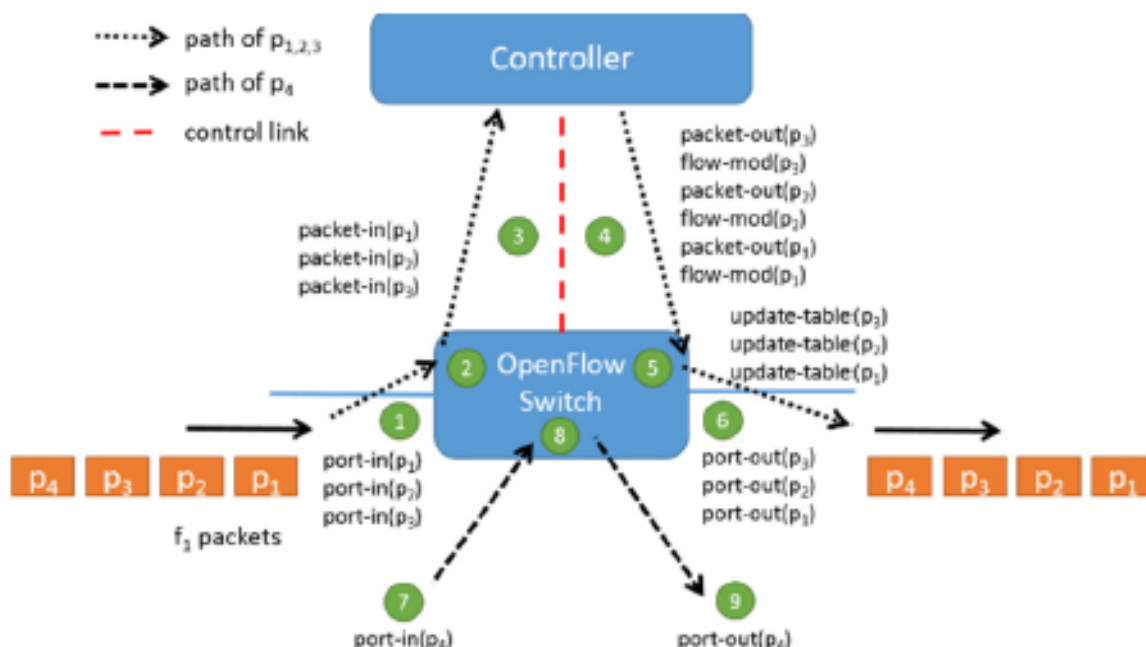 path of p1,2,3
path of p4
control link
Controller
packet-in(p1)
packet-in(p2)
packet-in(p3)
3
4
packet-out(p3)
flow-mod(p3)
packet-out(p2)
flow-mod(p2)
packet-out(p1)
flow-mod(p1)
2
OpenFlow
Switch
5
8
update-table(p3)
update-table(p2)
update-table(p1)
1
6
p4 p3 p2 p1
port-in(p1)
port-in(p2)
port-in(p3)
port-out(p3)
port-out(p2)
port-out(p1)
p4 p3 p2 p1
f1 packets
7
port-in(p4)
9
port-out(p4)